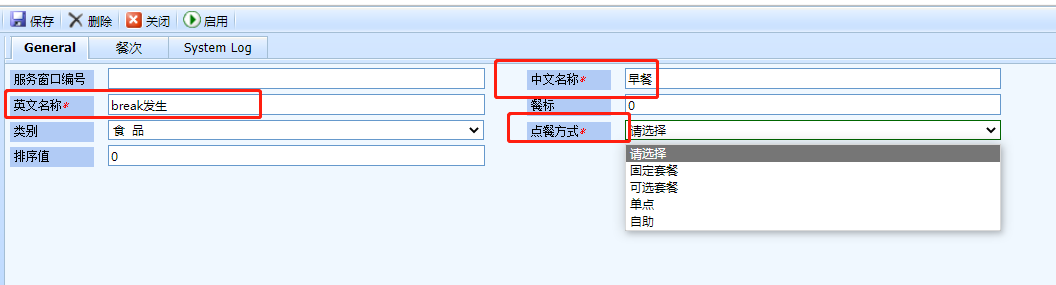 保存 删除 关闭 启用
General 餐次 System Log
服务窗口编号 中文名称* 早餐
英文名称* break发生 餐标 0
类别 食 品 点餐方式* 请选择
排序值 0 请选择
固定套餐
可选套餐
单点
自助